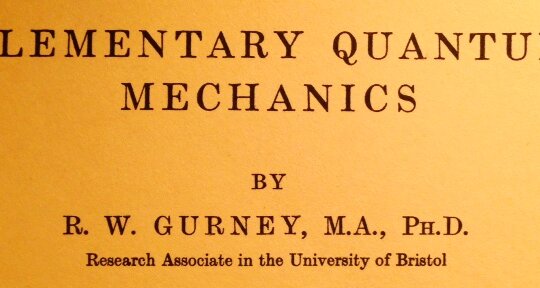 LEMENTARY QUANTU
MECHANICS
BY
R. W. GURNEY, M.A., PH.D.
Research Associate in the University of Bristol